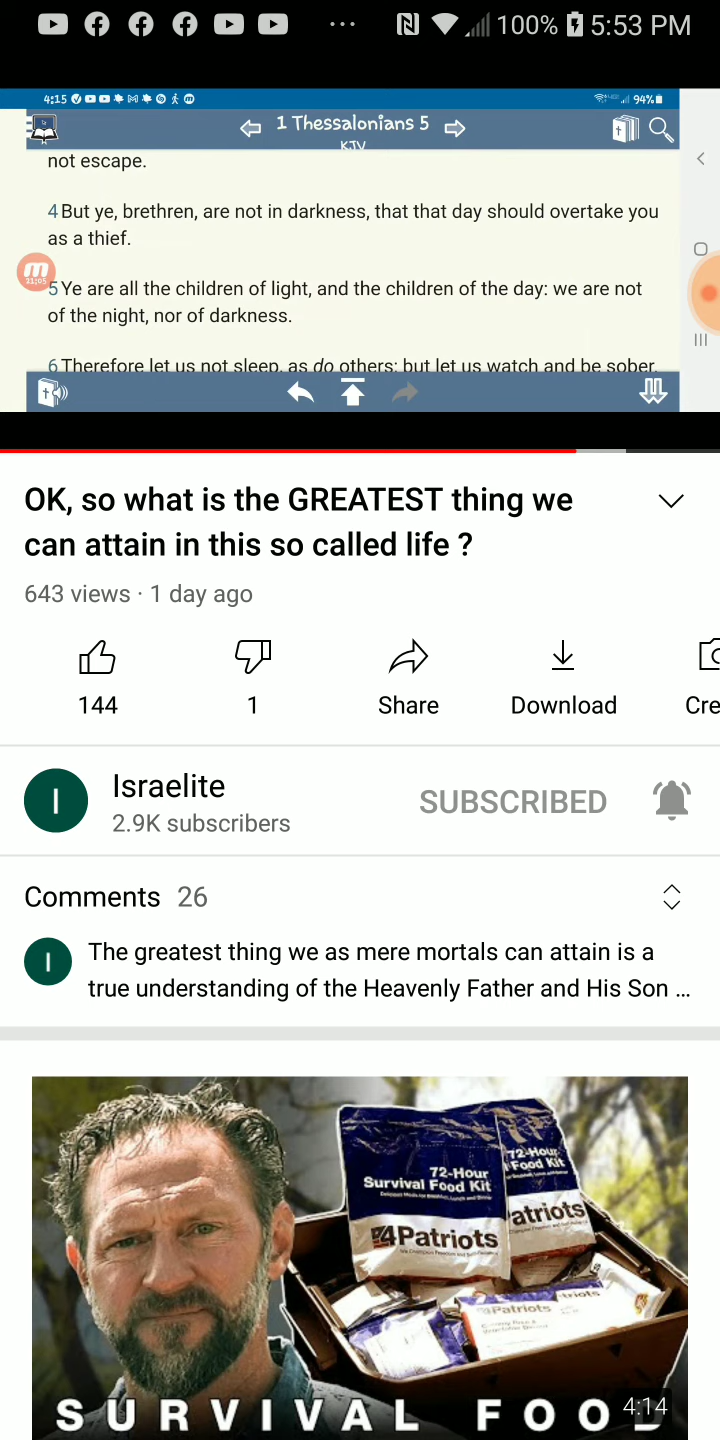 100% 5:53 PM
4:15 94%
1 Thessalonians 5
KJV
not escape.
4 But ye, brethren, are not in darkness, that that day should overtake you
as a thief.
21:05
5 Ye are all the children of light, and the children of the day: we are not
of the night, nor of darkness.
6 Therefore let us not sleep, as do others; but let us watch and be sober.
OK, so what is the GREATEST thing we
can attain in this so called life ?
643 views · 1 day ago
144 1 Share Download Cre
I Israelite
2.9K subscribers
SUBSCRIBED
Comments 26
I The greatest thing we as mere mortals can attain is a
true understanding of the Heavenly Father and His Son ...
72-Hour
Survival Food Kit
4Patriots
72-Hour
Food Kit
atriots
4Patriots
triots
SURVIVAL FOOD
4:14